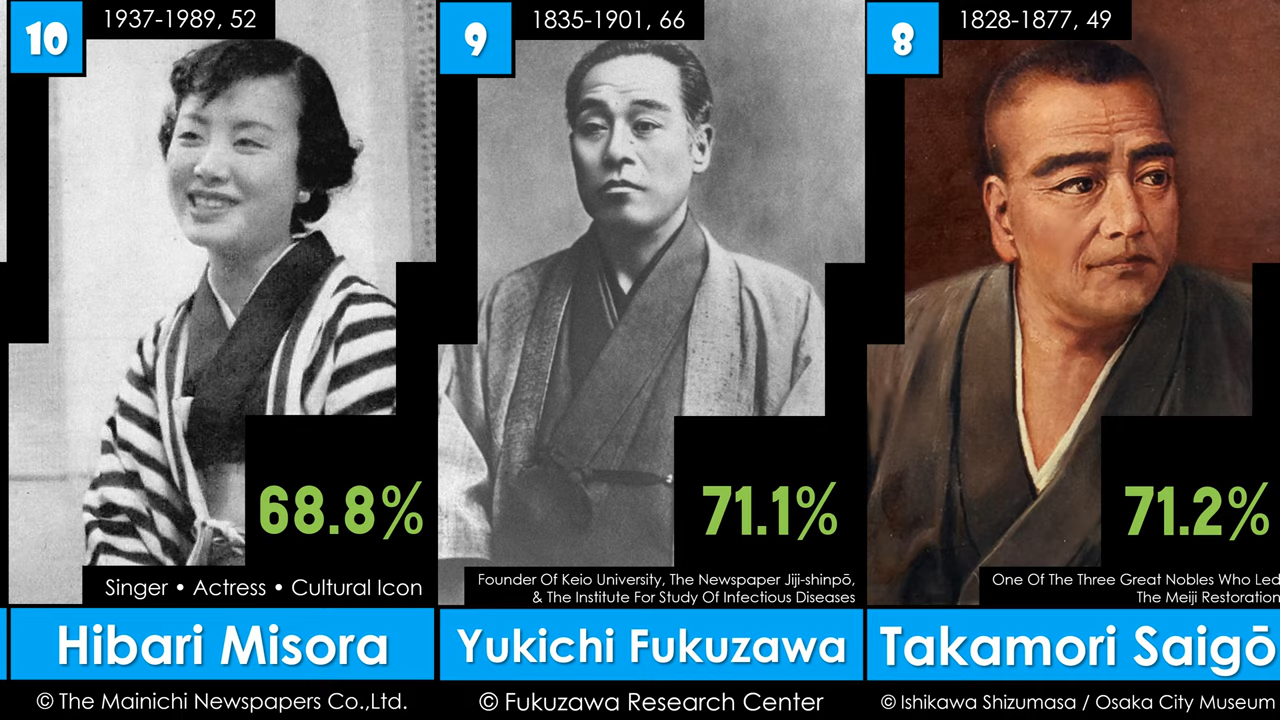 10
1937-1989, 52
68.8%
Singer • Actress • Cultural Icon
Hibari Misora
© The Mainichi Newspapers Co.,Ltd.
9
1835-1901, 66
71.1%
Founder Of Keio University, The Newspaper Jiji-shinpō,
& The Institute For Study Of Infectious Diseases
Yukichi Fukuzawa
© Fukuzawa Research Center
8
1828-1877, 49
71.2%
One Of The Three Great Nobles Who Led
The Meiji Restoration
Takamori Saigō
© Ishikawa Shizumasa / Osaka City Museum